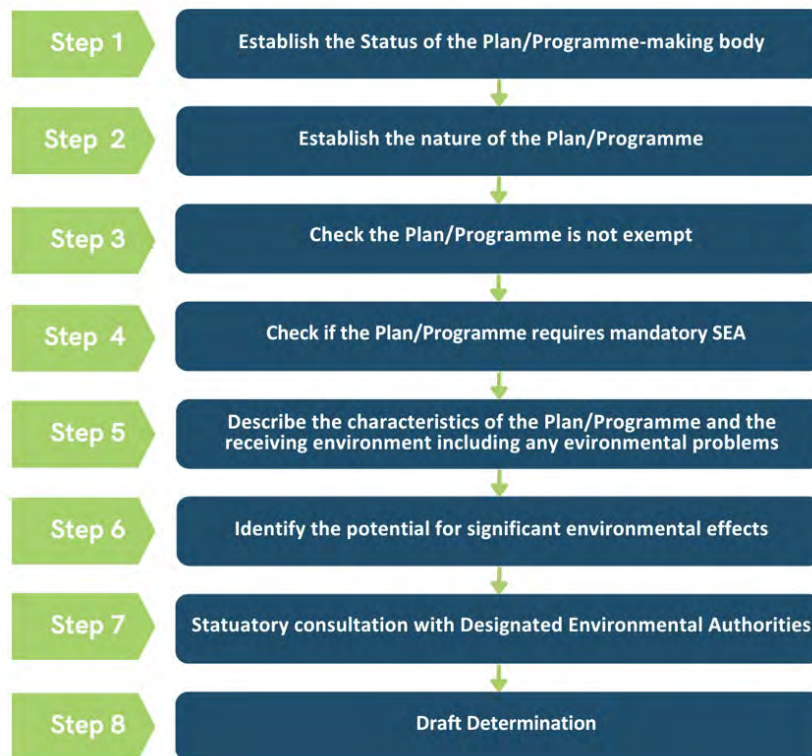 Step 1
Establish the Status of the Plan/Programme-making body
Step 2
Establish the nature of the Plan/Programme
Step 3
Check the Plan/Programme is not exempt
Step 4
Check if the Plan/Programme requires mandatory SEA
Step 5
Describe the characteristics of the Plan/Programme and the
receiving environment including any evironmental problems
Step 6
Identify the potential for significant environmental effects
Step 7
Statuatory consultation with Designated Environmental Authorities
Step 8
Draft Determination